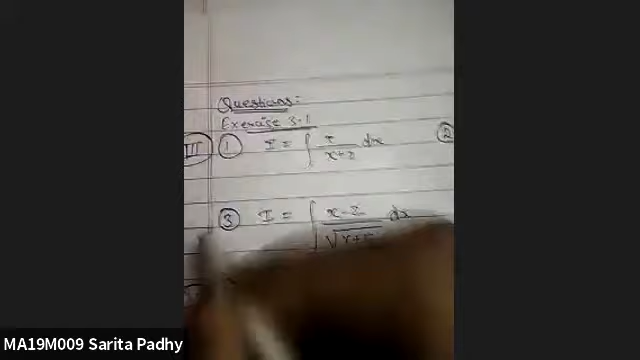 Questions:
Exercise 3.1
III ① I = ∫ x/(x+2) dx ②
③ I = ∫ (x-2)/√(x+5) dx
MA19M009 Sarita Padhy